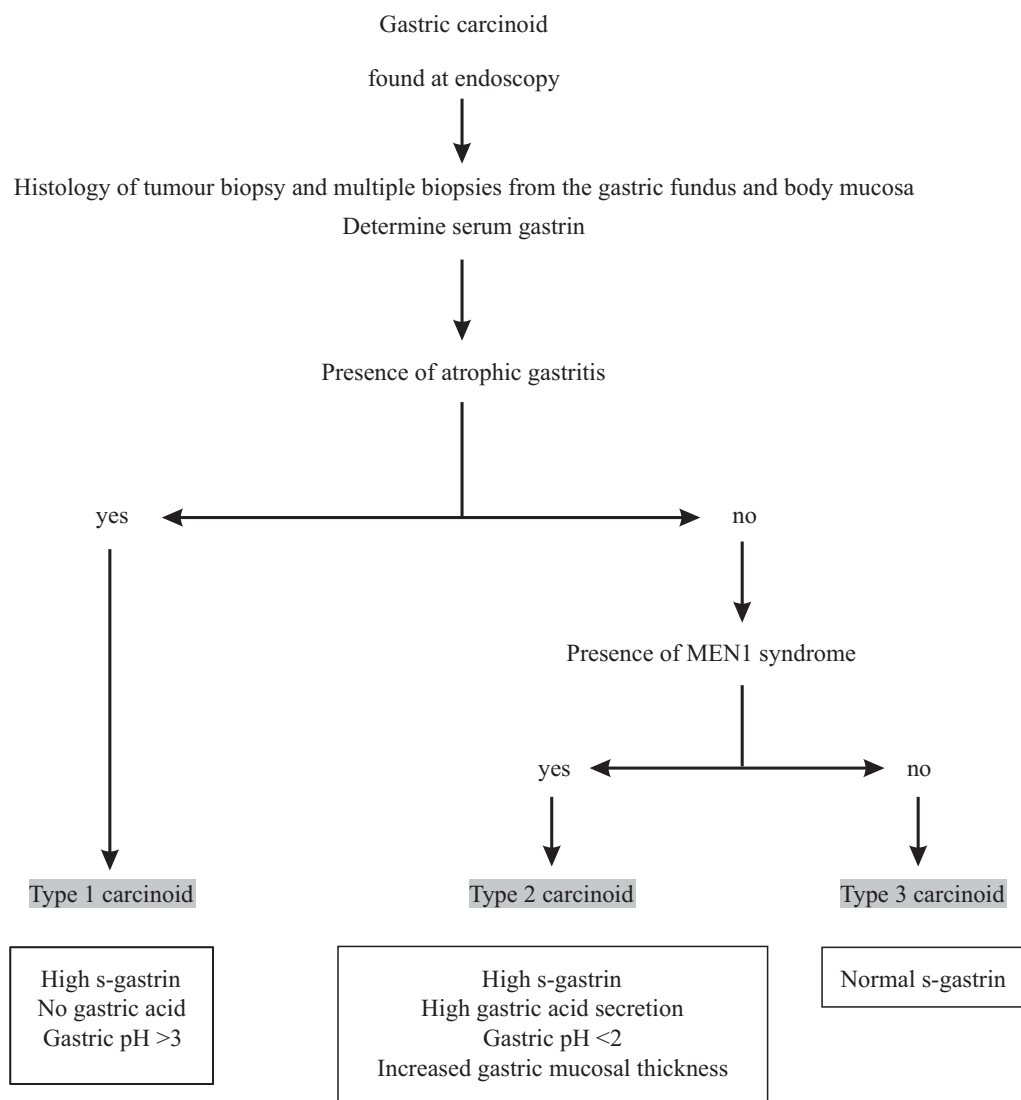 Gastric carcinoid
found at endoscopy
Histology of tumour biopsy and multiple biopsies from the gastric fundus and body mucosa
Determine serum gastrin
Presence of atrophic gastritis
yes
no
Presence of MEN1 syndrome
yes
no
Type 1 carcinoid
Type 2 carcinoid
Type 3 carcinoid
High s-gastrin
No gastric acid
Gastric pH >3
High s-gastrin
High gastric acid secretion
Gastric pH <2
Increased gastric mucosal thickness
Normal s-gastrin